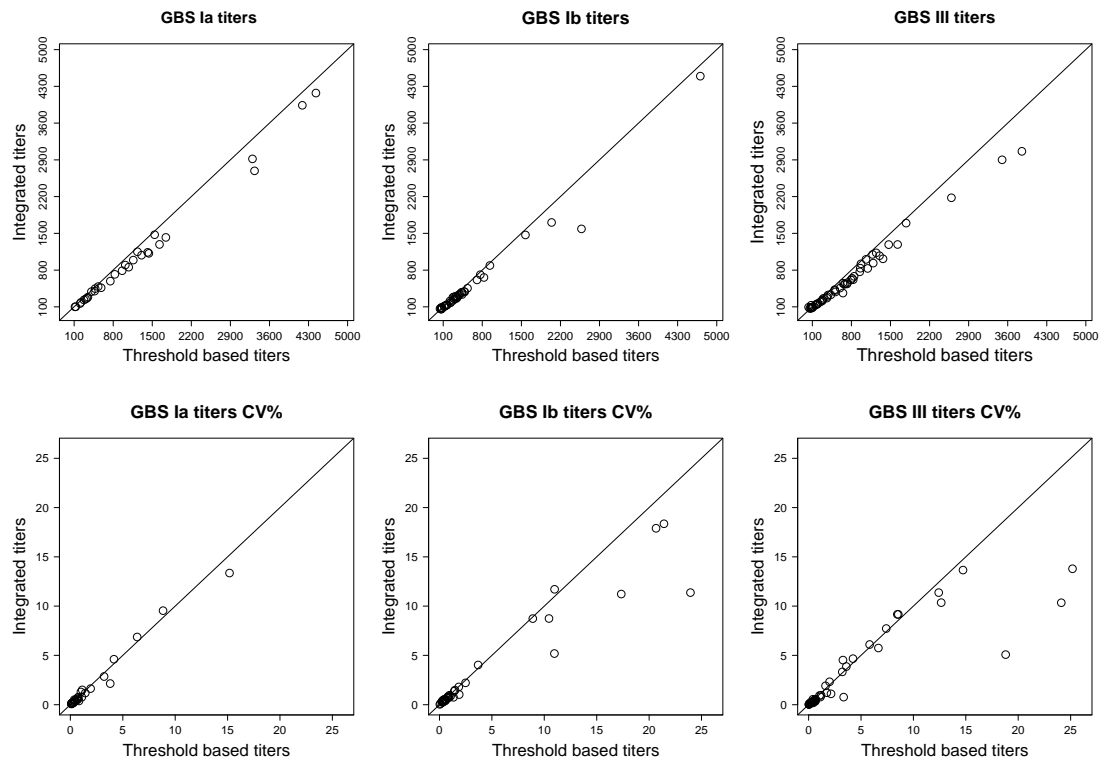 GBS Ia titers
GBS Ib titers
GBS III titers
Integrated titers
5000
4300
3600
2900
2200
1500
800
100
100 800 1500 2200 2900 3600 4300 5000
Threshold based titers
Integrated titers
5000
4300
3600
2900
2200
1500
800
100
100 800 1500 2200 2900 3600 4300 5000
Threshold based titers
Integrated titers
5000
4300
3600
2900
2200
1500
800
100
100 800 1500 2200 2900 3600 4300 5000
Threshold based titers
GBS Ia titers CV%
GBS Ib titers CV%
GBS III titers CV%
Integrated titers
25
20
15
10
5
0
0 5 10 15 20 25
Threshold based titers
Integrated titers
25
20
15
10
5
0
0 5 10 15 20 25
Threshold based titers
Integrated titers
25
20
15
10
5
0
0 5 10 15 20 25
Threshold based titers